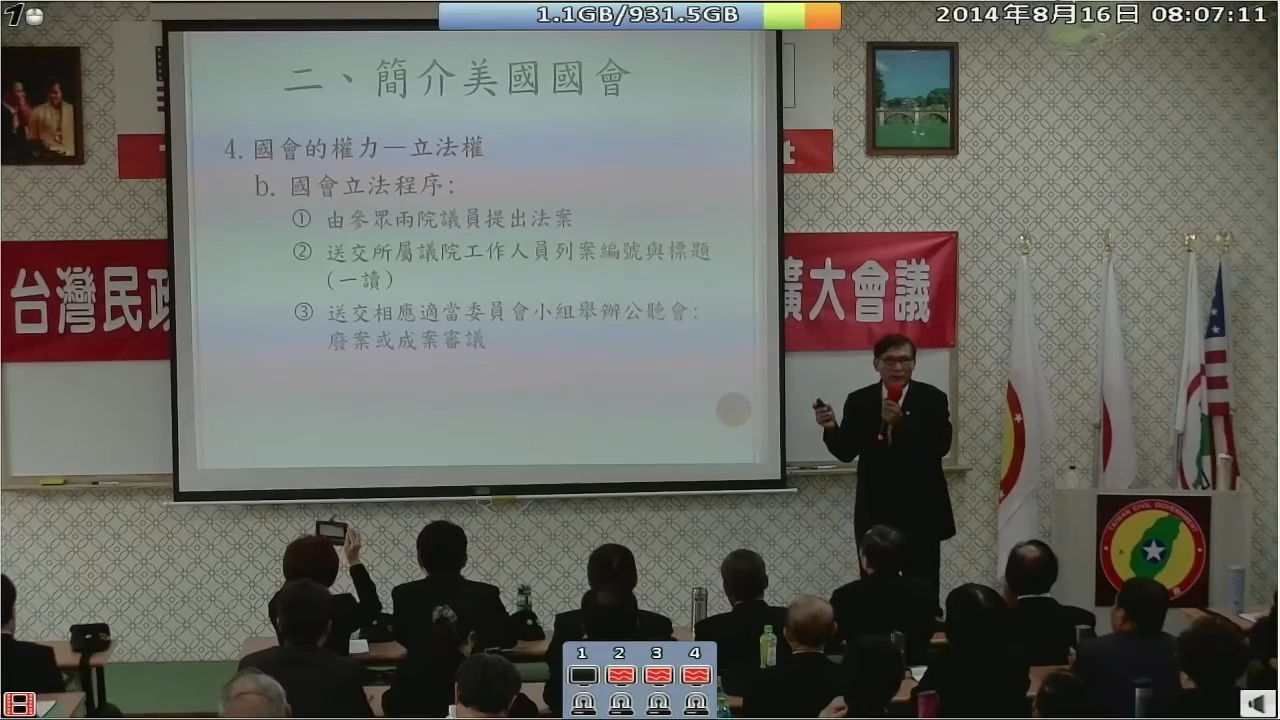 1
1.1GB/931.5GB
2014年8月16日 08:07:11
二、簡介美國國會
4. 國會的權力—立法權
b. 國會立法程序:
① 由參眾兩院議員提出法案
② 送交所屬議院工作人員列案編號與標題
(一讀)
③ 送交相應適當委員會小組舉辦公聽會:
廢案或成案審議
台灣民政
擴大會議
TAIWAN CIVIL GOVERNMENT
1 2 3 4